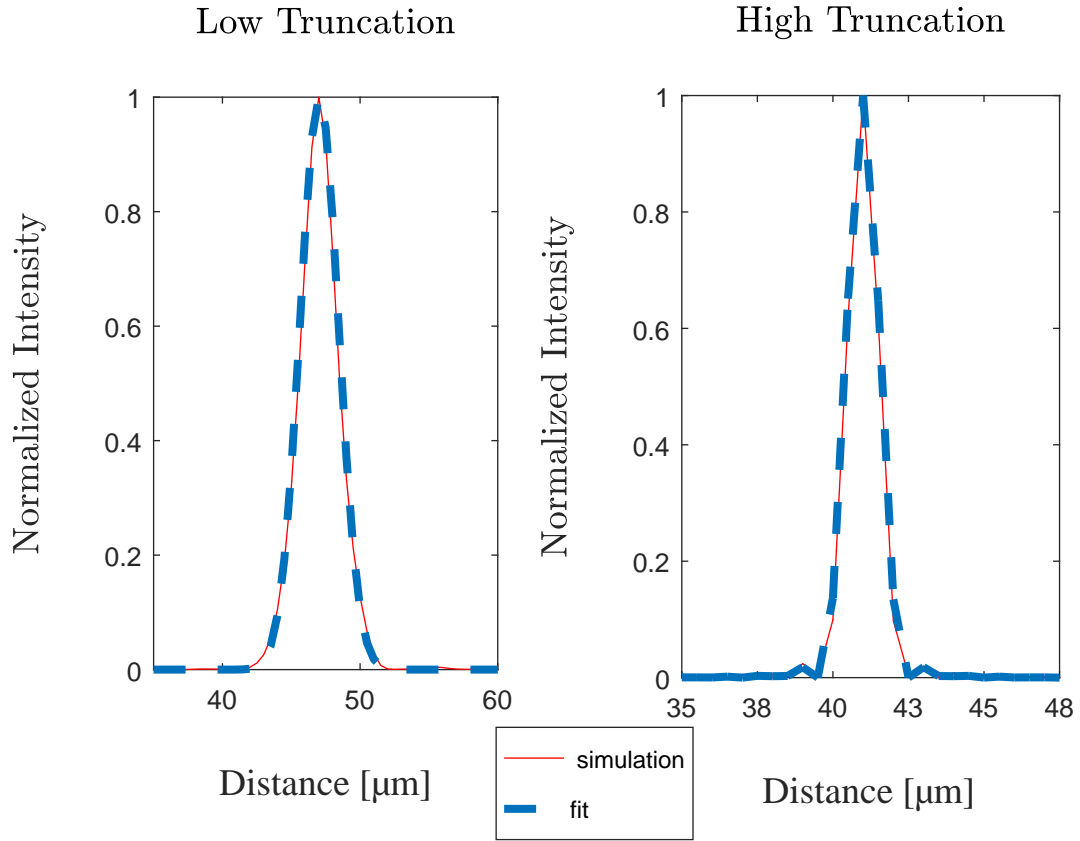 Low Truncation
High Truncation
Normalized Intensity
1
0.8
0.6
0.4
0.2
0
40
50
60
Distance [µm]
Normalized Intensity
1
0.8
0.6
0.4
0.2
0
35
38
40
43
45
48
Distance [µm]
simulation
fit